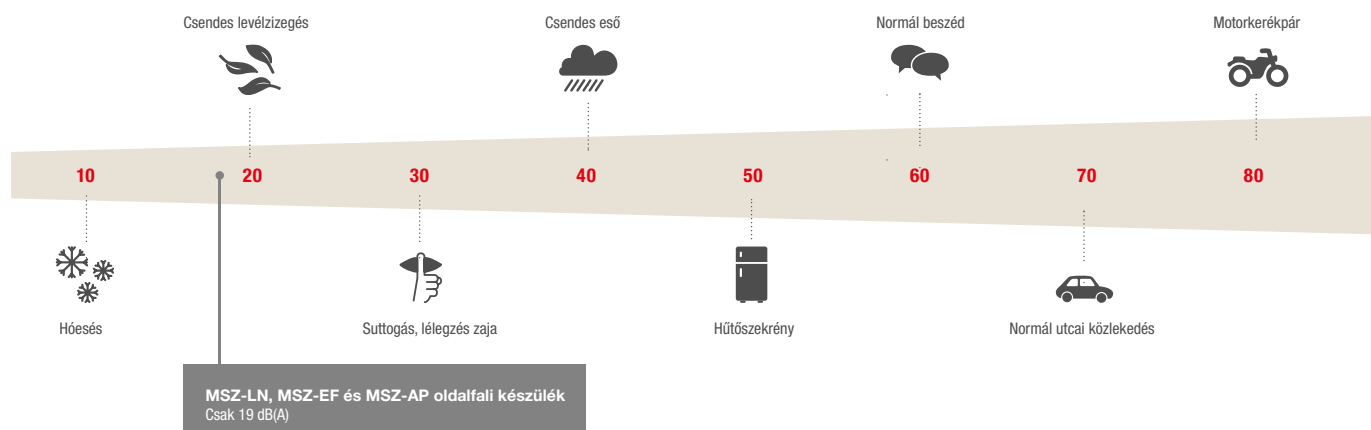 Csendes levélzizegés
Csendes eső
Normál beszéd
Motorkerékpár
10
20
30
40
50
60
70
80
Hóesés
Suttogás, lélegzés zaja
Hűtőszekrény
Normál utcai közlekedés
MSZ-LN, MSZ-EF és MSZ-AP oldalfali készülék
Csak 19 dB(A)